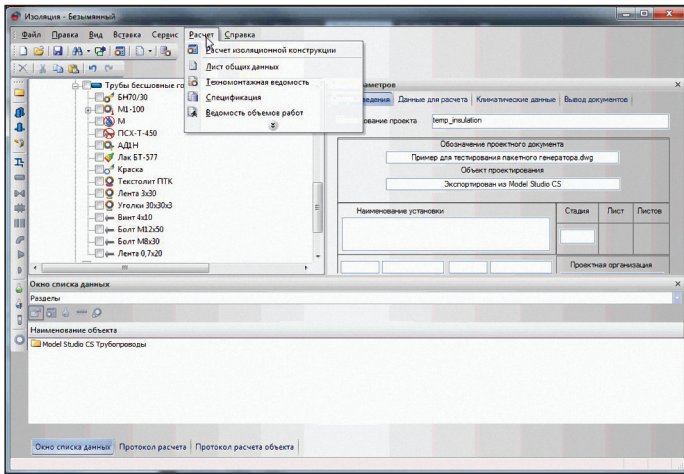 Изоляция - Безымянный
Файл Правка Вид Вставка Сервис Расчет Справка
Расчет изоляционной конструкции
Лист общих данных
Техномонтажная ведомость
Спецификация
Ведомость объемов работ
Трубы бесшовные го
БН70/30
М1-100
М
ПСХ-Т-450
АД1Н
Лак БТ-577
Краска
Текстолит ПТК
Лента 3х30
Уголки 30х30х3
Винт 4х10
Болт М12х50
Болт М8х30
Лента 0,7х20
Данные для расчета Климатические данные Вывод документов
проекта temp_insulation
Обозначение проектного документа
Пример для тестирования пакетного генератора.dwg
Объект проектирования
Экспортирован из Model Studio CS
Наименование установки Стадия Лист Листов
Проектная организация
Окно списка данных
Разделы
Наименование объекта
Model Studio CS Трубопроводы
Окно списка данных Протокол расчета Протокол расчета объекта